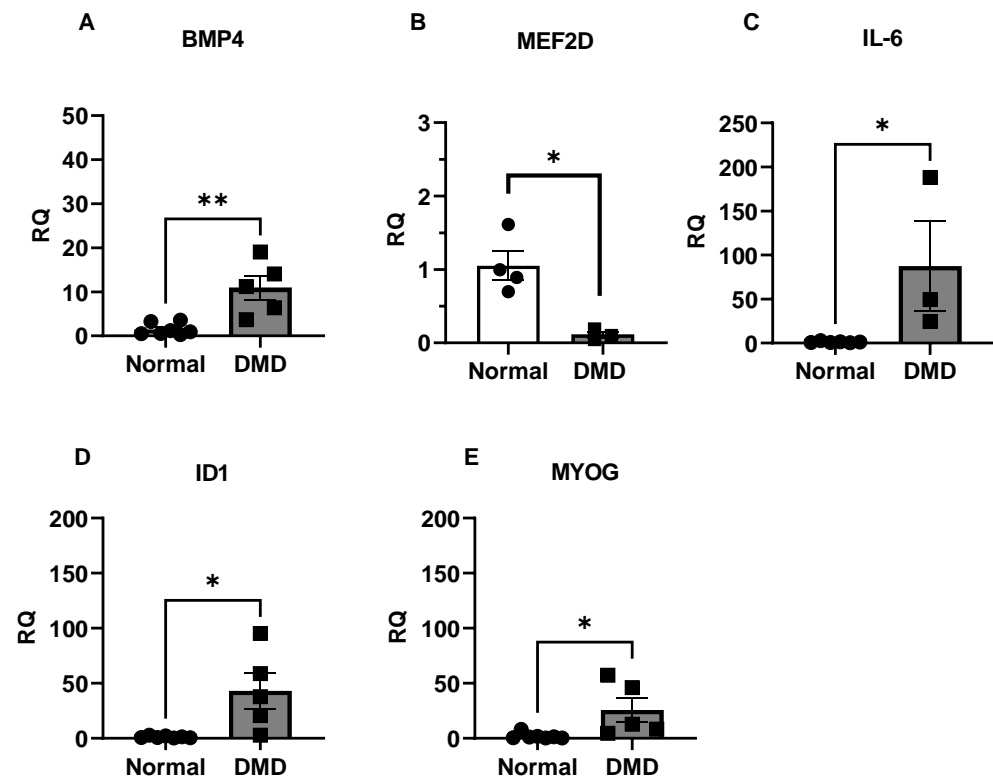 A
BMP4
RQ
50
40
30
20
10
0
**
Normal DMD
B
MEF2D
RQ
3
2
1
0
*
Normal DMD
C
IL-6
RQ
250
200
150
100
50
0
*
Normal DMD
D
ID1
RQ
200
150
100
50
0
*
Normal DMD
E
MYOG
RQ
200
150
100
50
0
*
Normal DMD